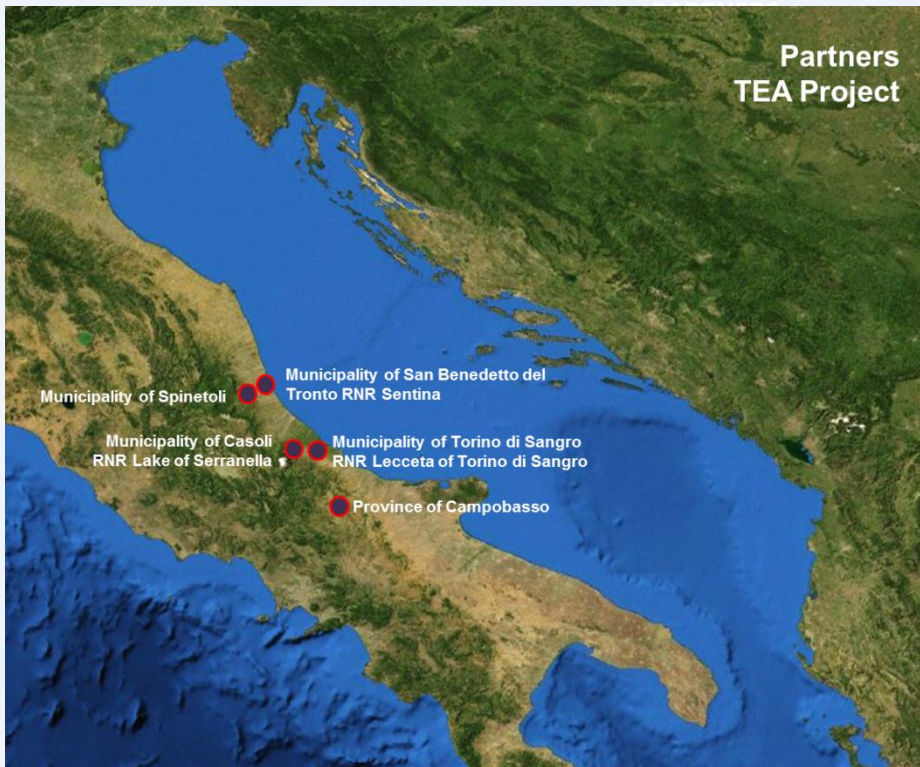 Partners
TEA Project
Municipality of San Benedetto del
Tronto RNR Sentina
Municipality of Spinetoli
Municipality of Casoli
RNR Lake of Serranella
Municipality of Torino di Sangro
RNR Lecceta of Torino di Sangro
Province of Campobasso